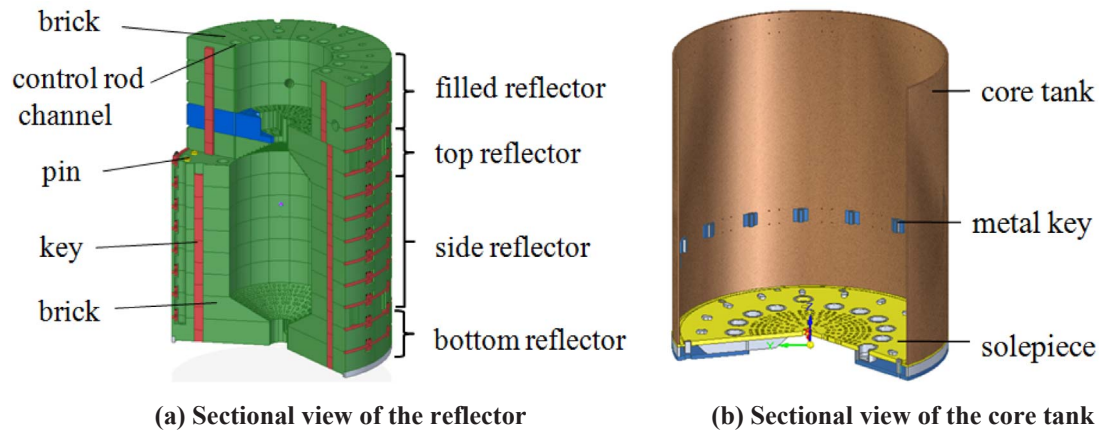 brick
control rod
channel
pin
key
brick
filled reflector
top reflector
side reflector
bottom reflector
(a) Sectional view of the reflector
core tank
metal key
solepiece
(b) Sectional view of the core tank